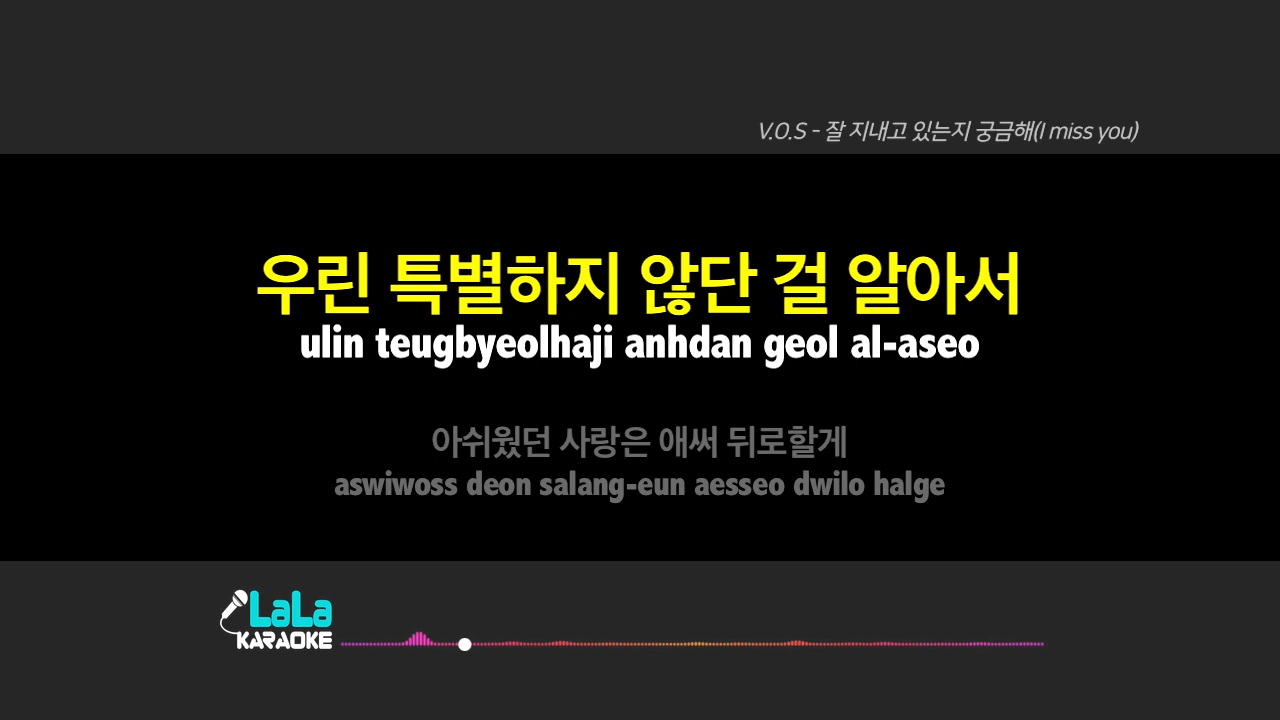 V.O.S - 잘 지내고 있는지 궁금해(I miss you)
우린 특별하지 않단 걸 알아서
ulin teugbyeolhaji anhdan geol al-aseo
아쉬웠던 사랑은 애써 뒤로할게
aswiwoss deon salang-eun aesseo dwilo halge
LaLa
KARAOKE